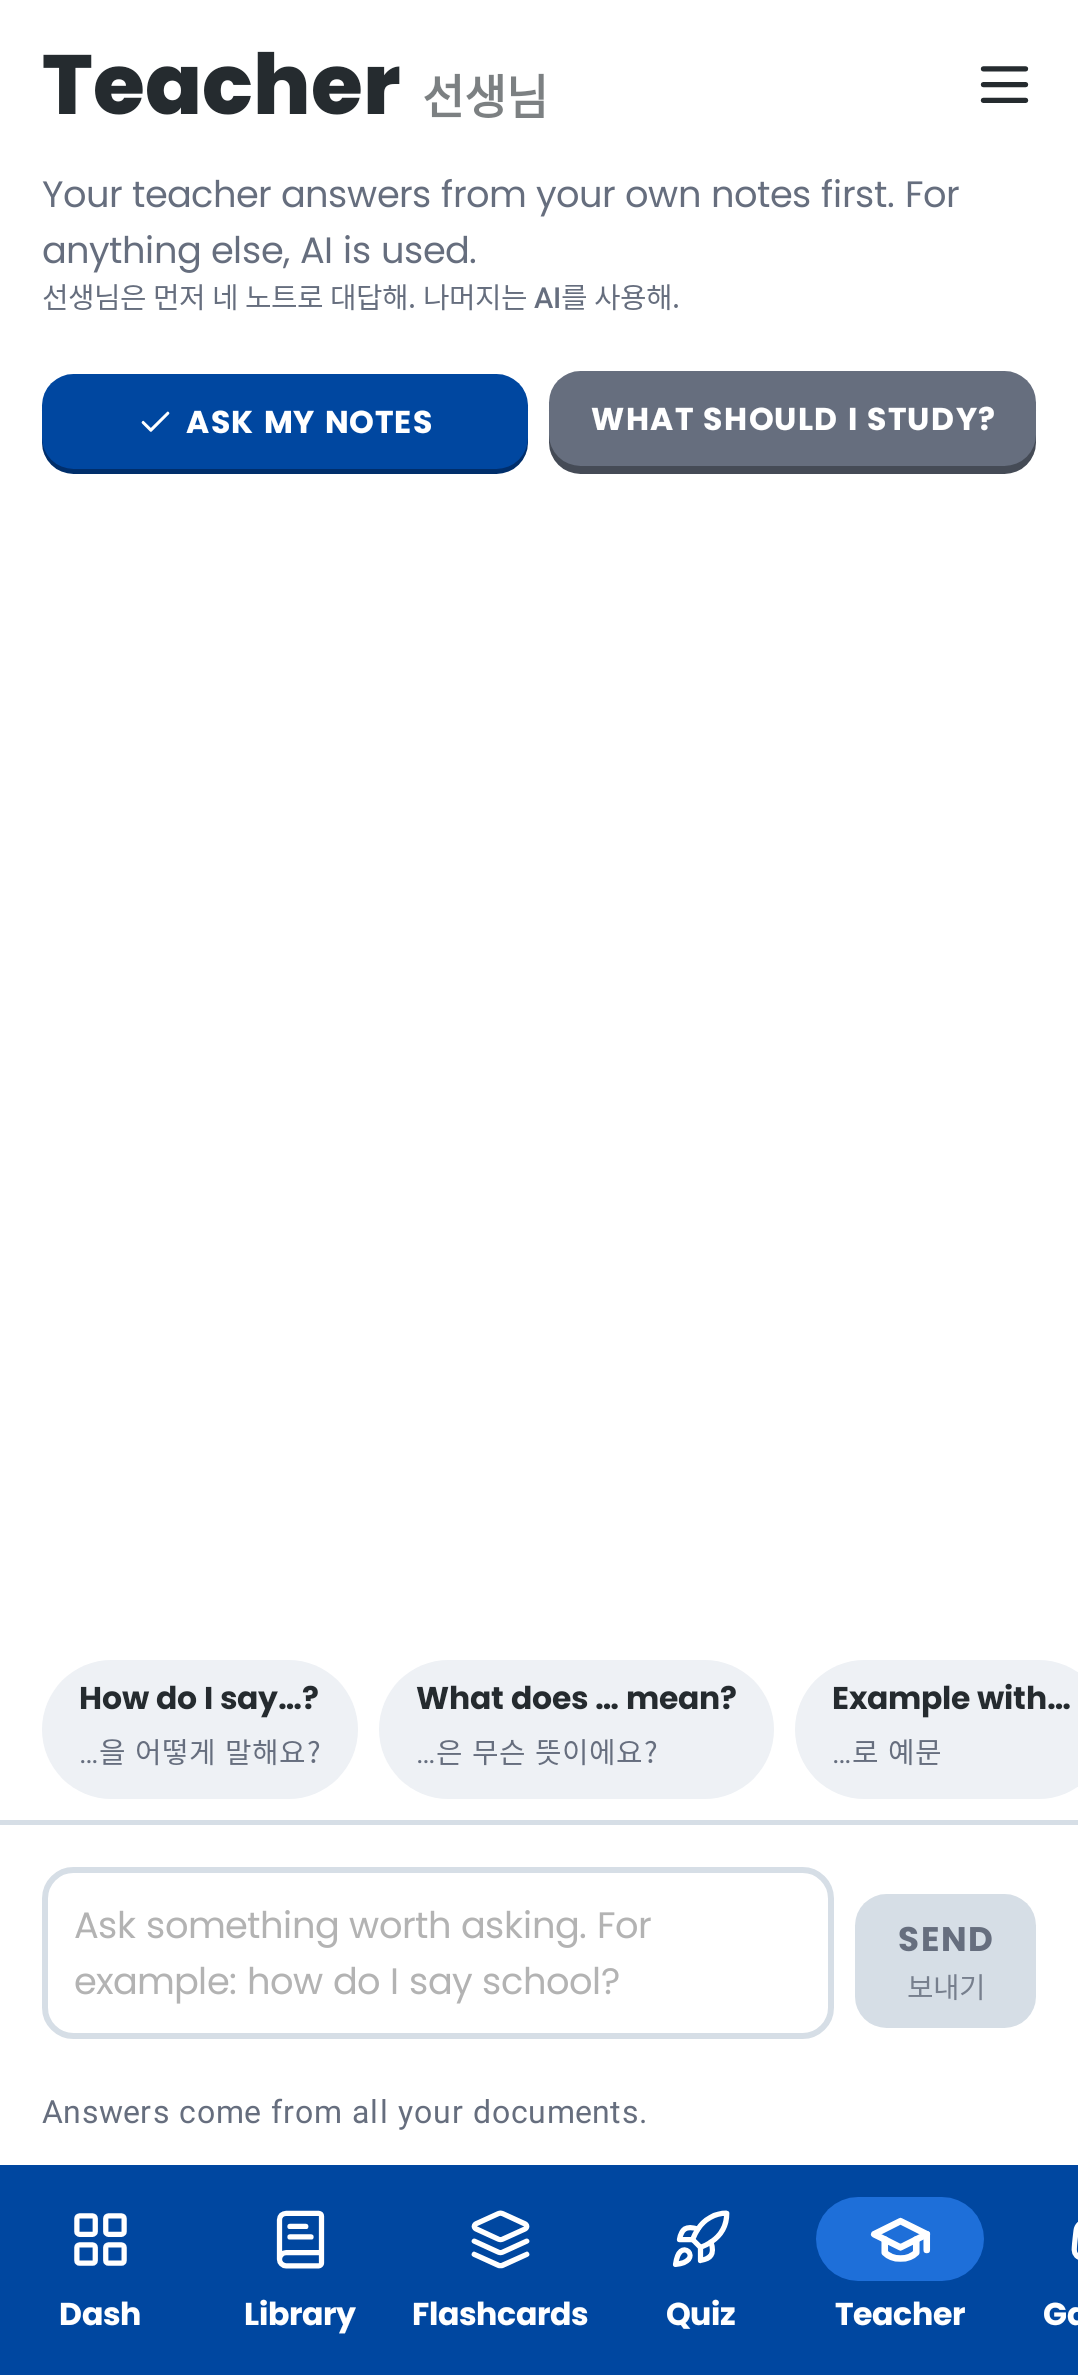 Teacher 선생님
Your teacher answers from your own notes first. For
anything else, AI is used.
선생님은 먼저 네 노트로 대답해. 나머지는 AI를 사용해.
ASK MY NOTES
WHAT SHOULD I STUDY?
How do I say...?
...을 어떻게 말해요?
What does ... mean?
...은 무슨 뜻이에요?
Example with...
...로 예문
Ask something worth asking. For
example: how do I say school?
SEND
보내기
Answers come from all your documents.
Dash
Library
Flashcards
Quiz
Teacher